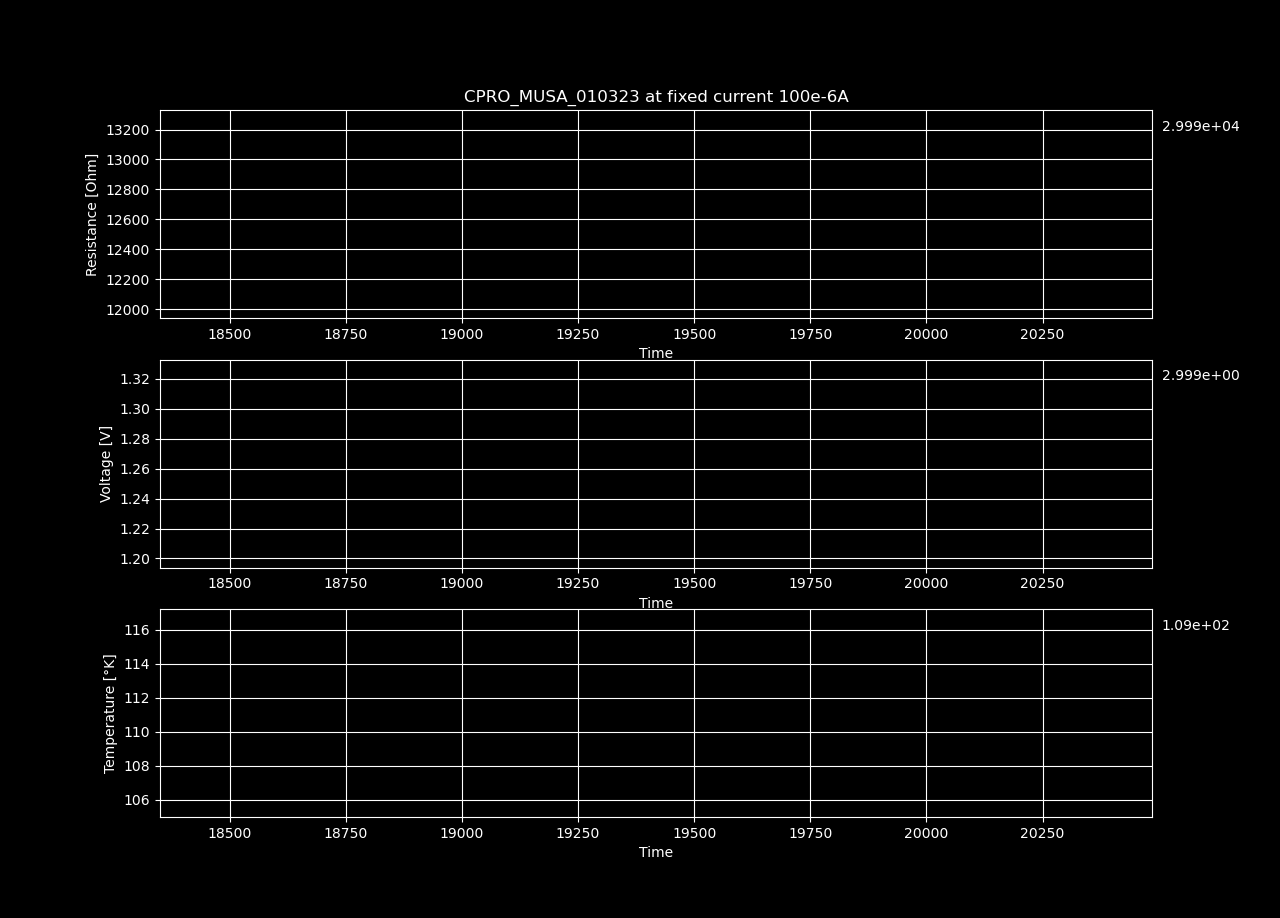 CPRO_MUSA_010323 at fixed current 100e-6A
2.999e+04
Resistance [Ohm]
13200
13000
12800
12600
12400
12200
12000
18500 18750 19000 19250 19500 19750 20000 20250
Time
2.999e+00
Voltage [V]
1.32
1.30
1.28
1.26
1.24
1.22
1.20
18500 18750 19000 19250 19500 19750 20000 20250
Time
1.09e+02
Temperature [°K]
116
114
112
110
108
106
18500 18750 19000 19250 19500 19750 20000 20250
Time